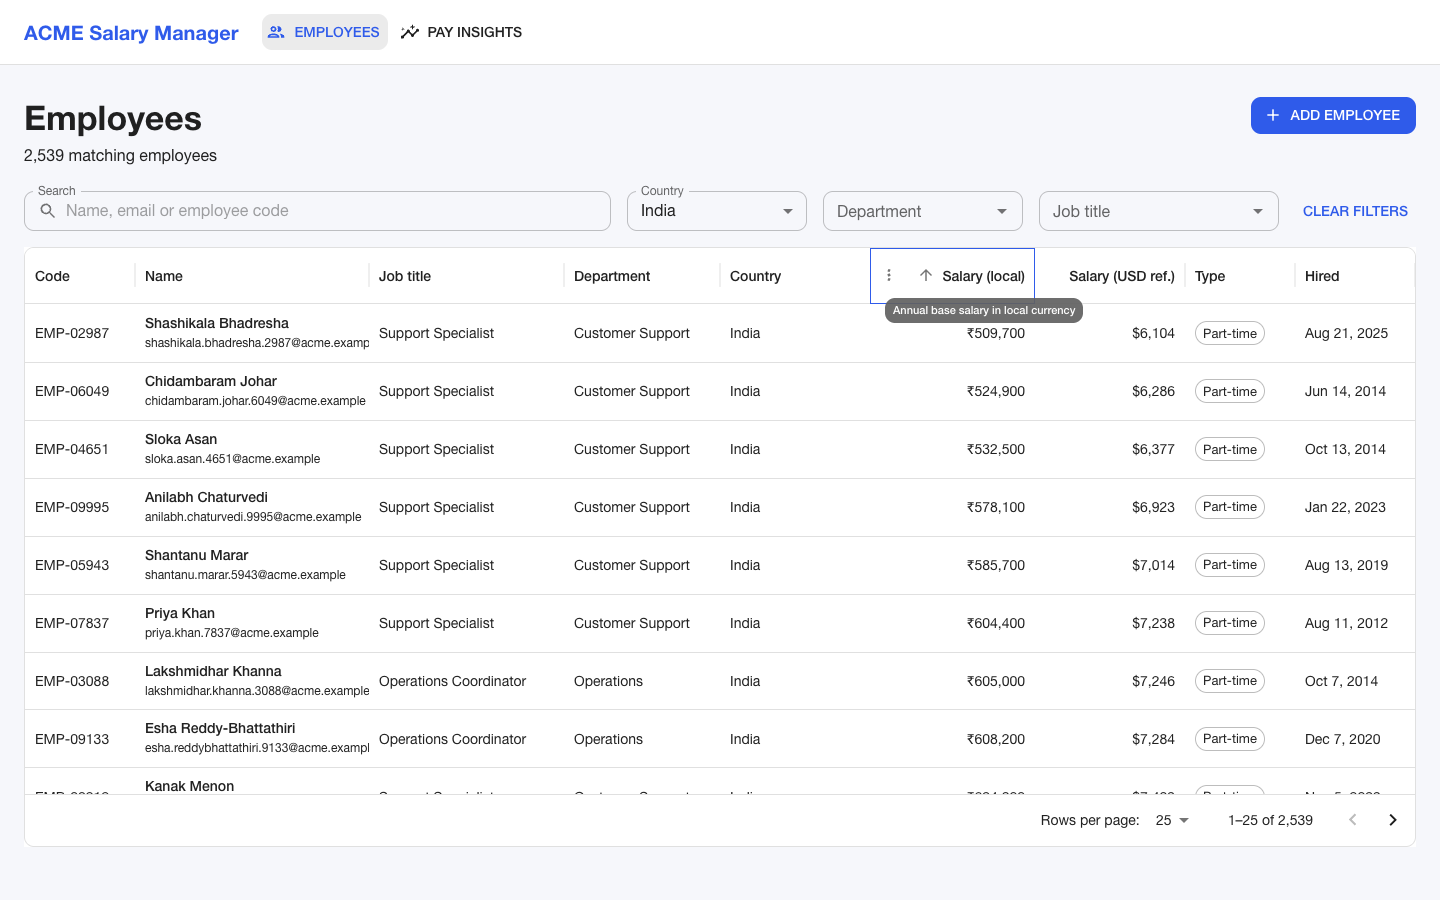 ACME Salary Manager
EMPLOYEES
PAY INSIGHTS
Employees
2,539 matching employees
ADD EMPLOYEE
Search
Name, email or employee code
Country
India
Department
Job title
CLEAR FILTERS
Code Name Job title Department Country Salary (local) Salary (USD ref.) Type Hired
Annual base salary in local currency
EMP-02987 Shashikala Bhadresha Support Specialist Customer Support India ₹509,700 $6,104 Part-time Aug 21, 2025
shashikala.bhadresha.2987@acme.examp
EMP-06049 Chidambaram Johar Support Specialist Customer Support India ₹524,900 $6,286 Part-time Jun 14, 2014
chidambaram.johar.6049@acme.example
EMP-04651 Sloka Asan Support Specialist Customer Support India ₹532,500 $6,377 Part-time Oct 13, 2014
sloka.asan.4651@acme.example
EMP-09995 Anilabh Chaturvedi Support Specialist Customer Support India ₹578,100 $6,923 Part-time Jan 22, 2023
anilabh.chaturvedi.9995@acme.example
EMP-05943 Shantanu Marar Support Specialist Customer Support India ₹585,700 $7,014 Part-time Aug 13, 2019
shantanu.marar.5943@acme.example
EMP-07837 Priya Khan Support Specialist Customer Support India ₹604,400 $7,238 Part-time Aug 11, 2012
priya.khan.7837@acme.example
EMP-03088 Lakshmidhar Khanna Operations Coordinator Operations India ₹605,000 $7,246 Part-time Oct 7, 2014
lakshmidhar.khanna.3088@acme.example
EMP-09133 Esha Reddy-Bhattathiri Operations Coordinator Operations India ₹608,200 $7,284 Part-time Dec 7, 2020
esha.reddybhattathiri.9133@acme.exampl
Kanak Menon
Rows per page: 25 1–25 of 2,539